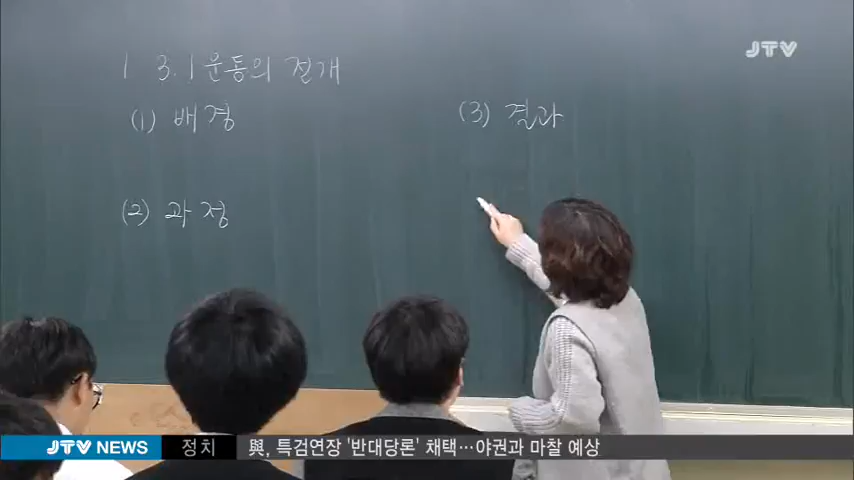 JTV
1 3.1운동의 전개
(1) 배경
(3) 결과
(2) 과정
JTV NEWS 정치 與, 특검연장 '반대당론' 채택…야권과 마찰 예상